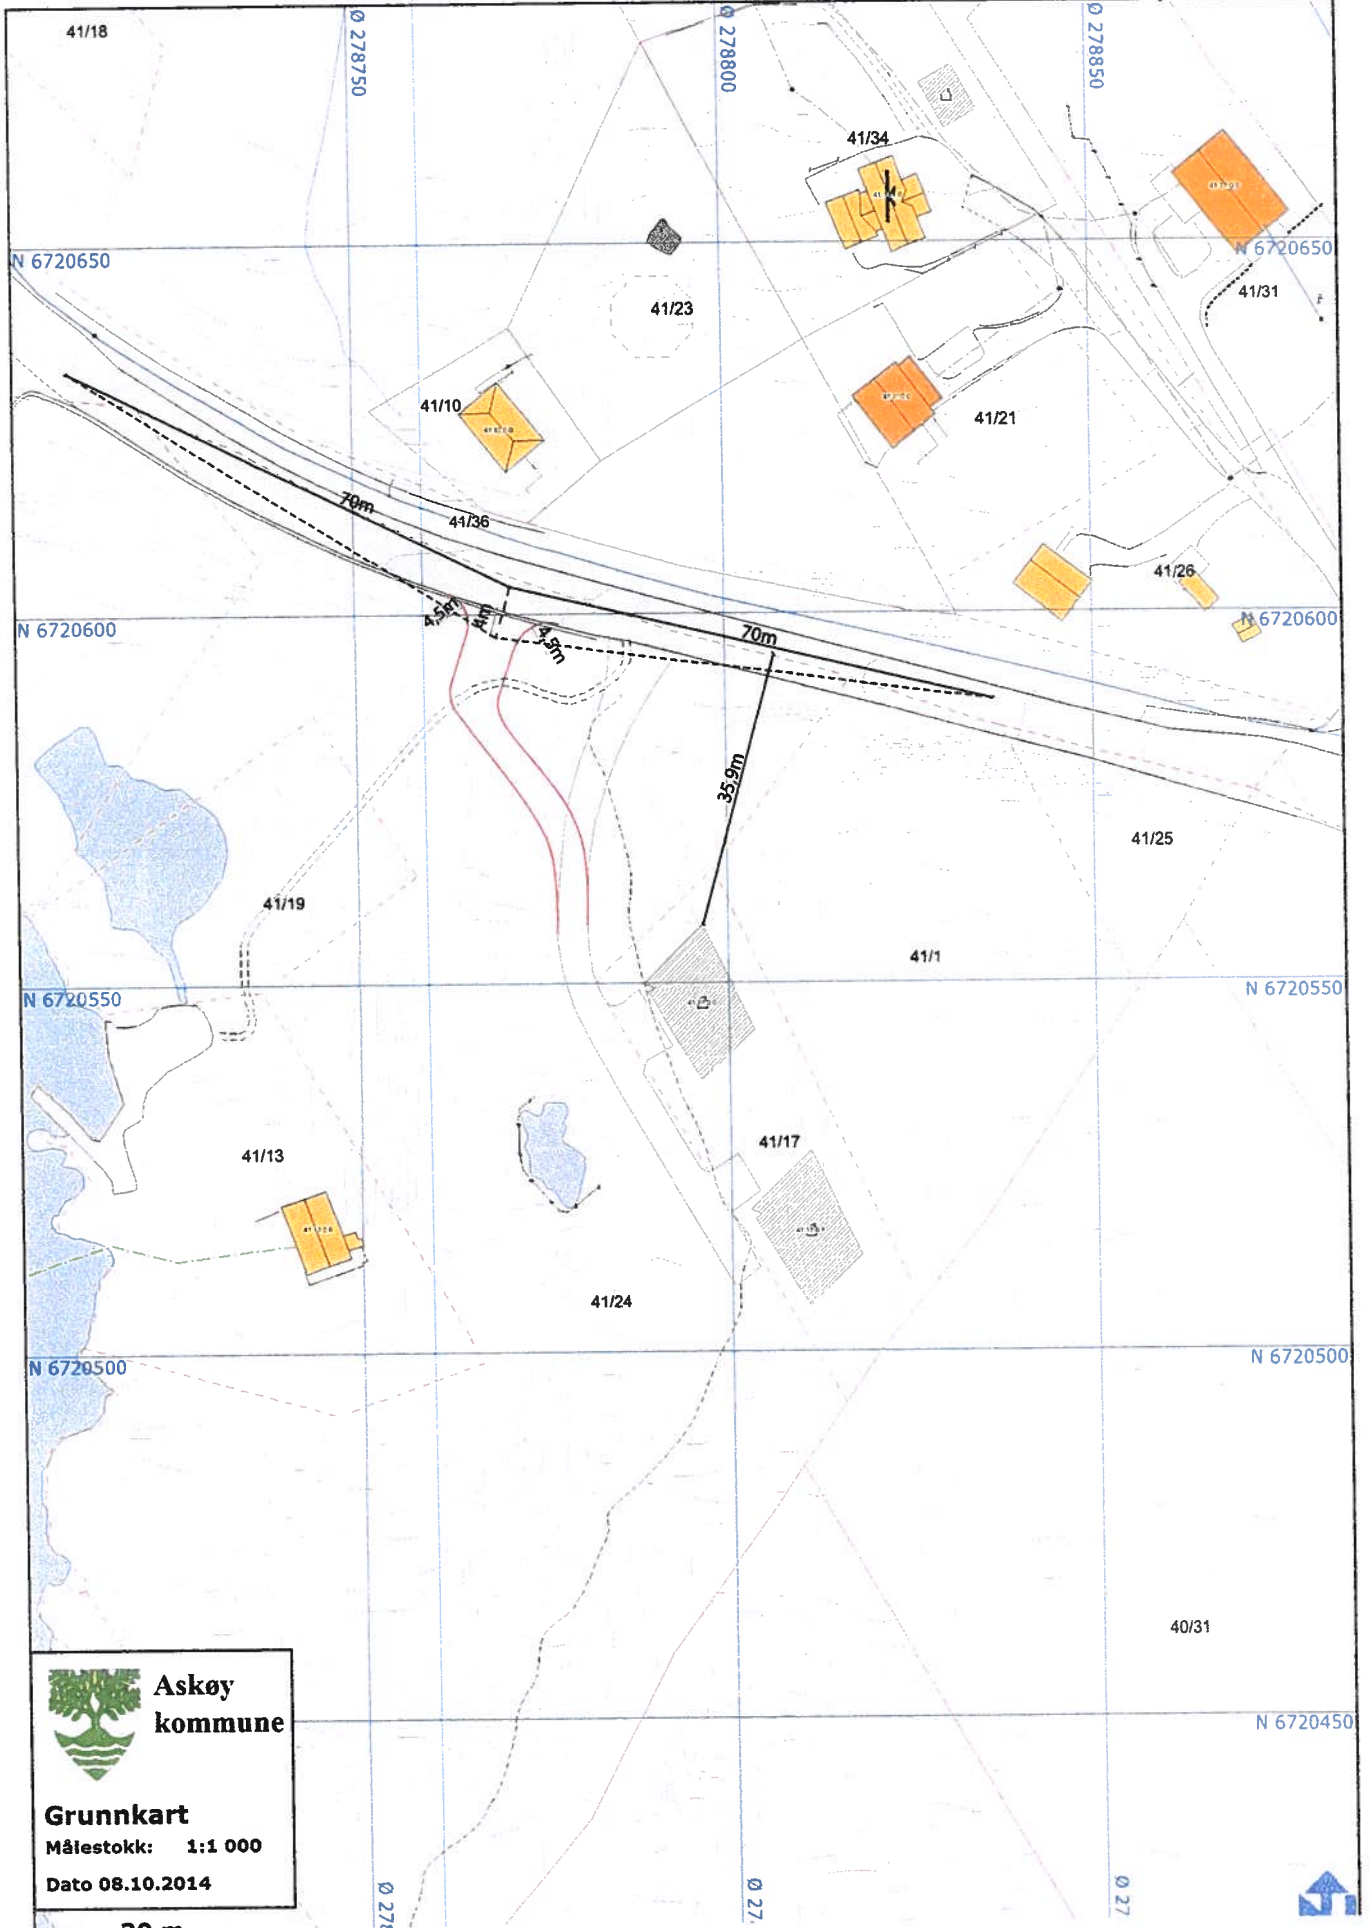 41/18
Ø 278750
Ø 278800
Ø 278850
41/34
N 6720650
N 6720650
41/31
41/23
41/10
41/21
70m
41/36
41/26
4,5m
4m
4,5m
N 6720600
N 6720600
70m
35,9m
41/25
41/19
41/1
N 6720550
N 6720550
41/13
41/17
41/24
N 6720500
N 6720500
40/31
N 6720450
Askøy
kommune
Grunnkart
Målestokk: 1:1 000
Dato 08.10.2014